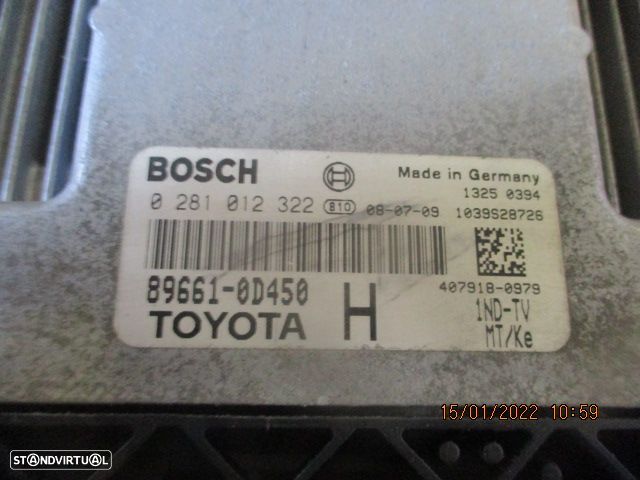 BOSCH
Made in Germany
1325 0394
0 281 012 322 B10 08-07-09 1039S28726
89661-0D450
407918-0979
TOYOTA H
1ND-TV
MT/Ke
15/01/2022 10:59
STANDVIRTUAL